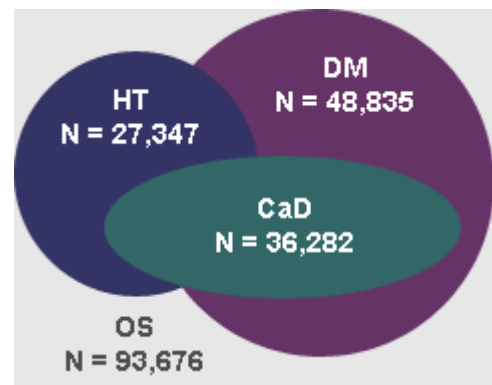 HT
N = 27,347
DM
N = 48,835
CaD
N = 36,282
OS
N = 93,676